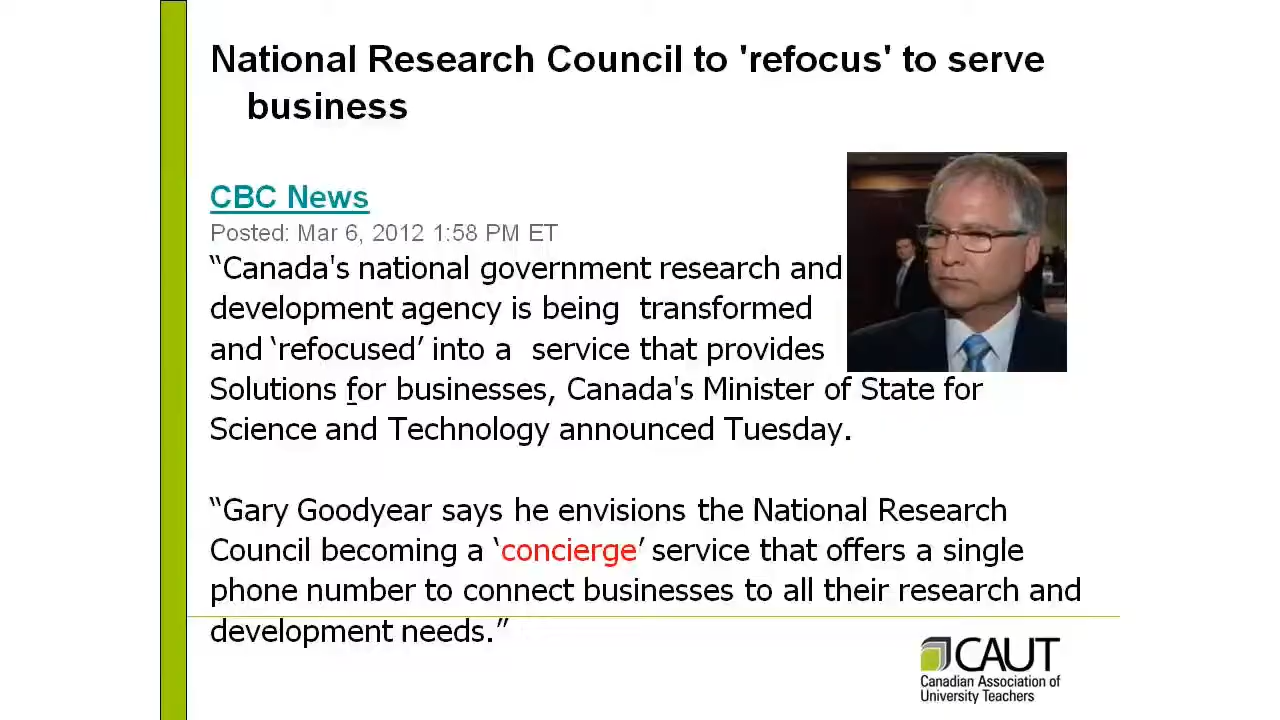 National Research Council to 'refocus' to serve
business
CBC News
Posted: Mar 6, 2012 1:58 PM ET
“Canada's national government research and
development agency is being  transformed
and ‘refocused’ into a  service that provides
Solutions for businesses, Canada's Minister of State for
Science and Technology announced Tuesday.
“Gary Goodyear says he envisions the National Research
Council becoming a ‘concierge’ service that offers a single
phone number to connect businesses to all their research and
development needs.”
CAUT
Canadian Association of
University Teachers